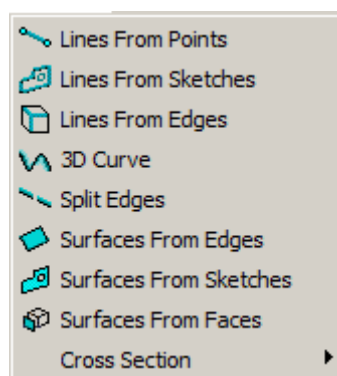 Lines From Points
Lines From Sketches
Lines From Edges
3D Curve
Split Edges
Surfaces From Edges
Surfaces From Sketches
Surfaces From Faces
Cross Section